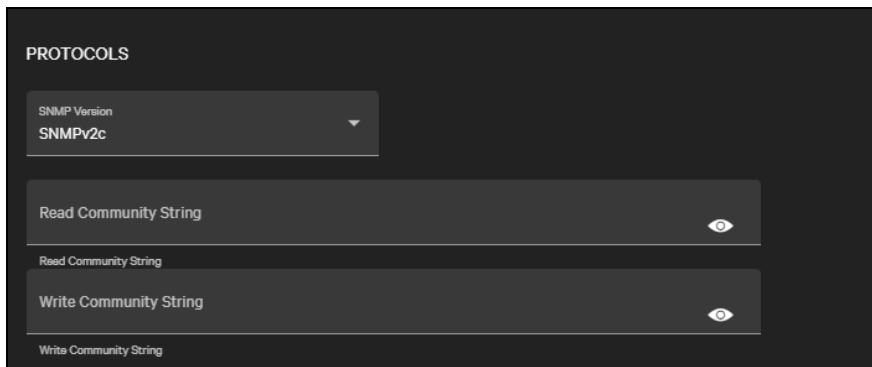 PROTOCOLS
SNMP Version
SNMPv2c
Read Community String
Read Community String
Write Community String
Write Community String